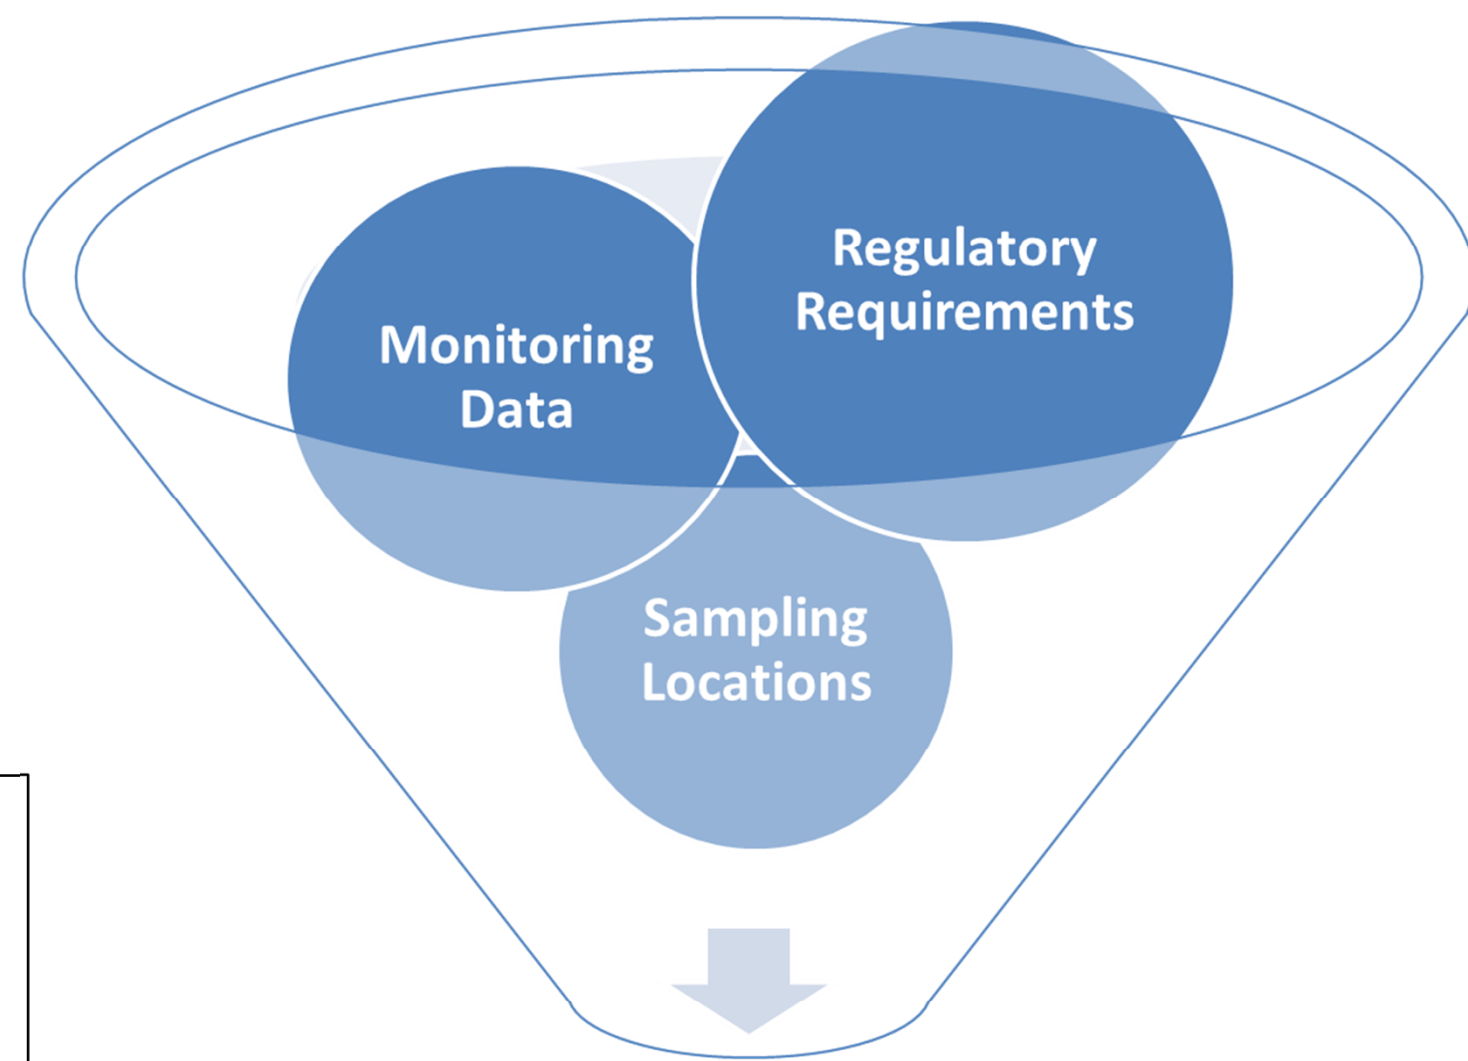 Regulatory
Requirements
Monitoring
Data
Sampling
Locations